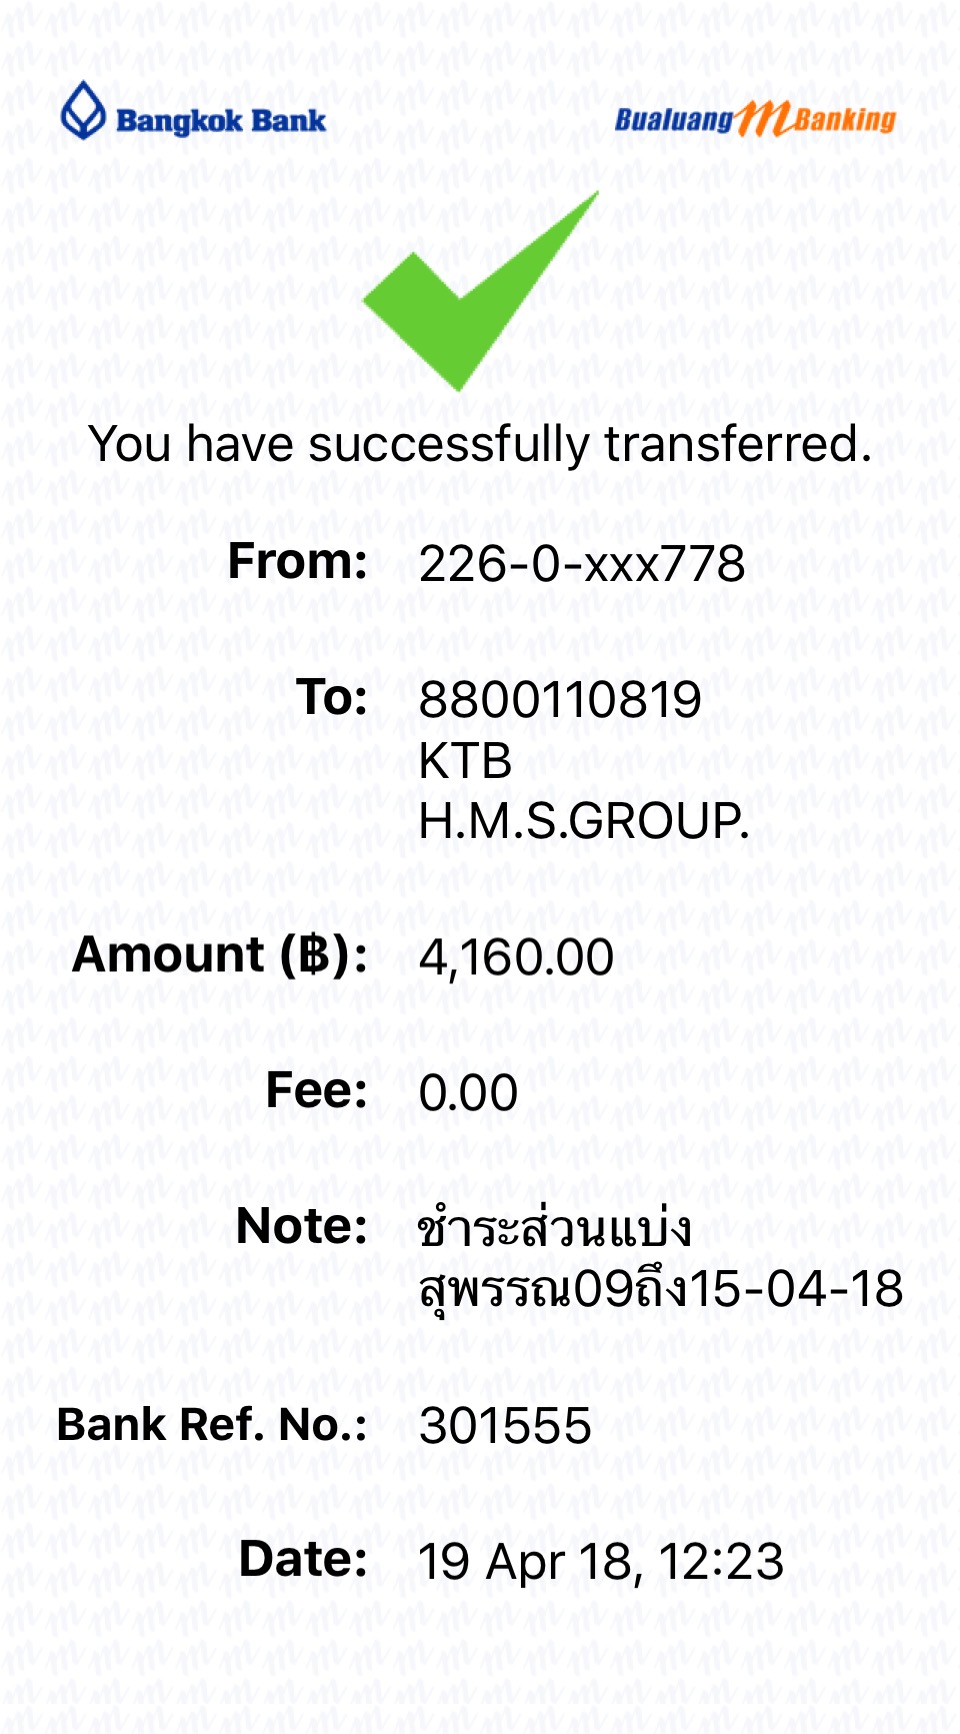 Bangkok Bank
Bualuang mBanking
You have successfully transferred.
From: 226-0-xxx778
To: 8800110819
KTB
H.M.S.GROUP.
Amount (฿): 4,160.00
Fee: 0.00
Note: ชำระส่วนแบ่ง
สุพรรณ09ถึง15-04-18
Bank Ref. No.: 301555
Date: 19 Apr 18, 12:23